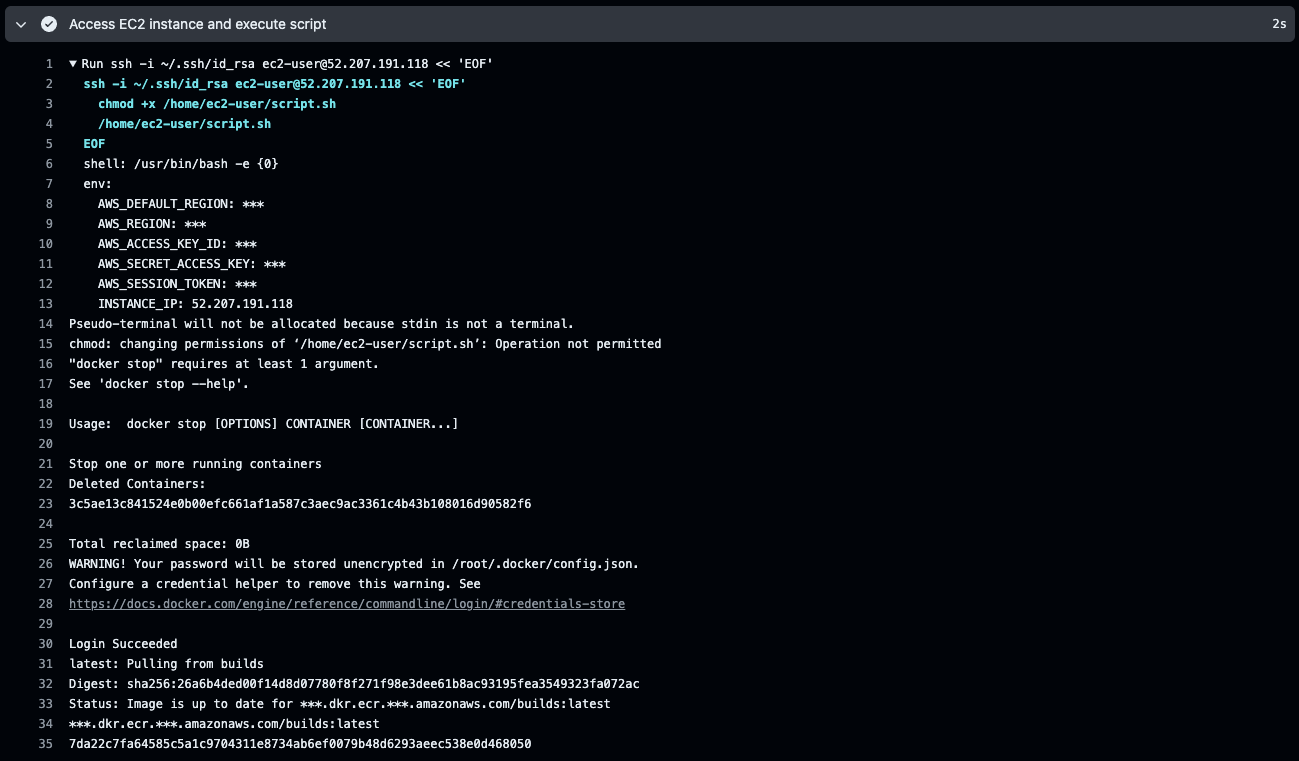 Access EC2 instance and execute script 2s
1 ▼ Run ssh -i ~/.ssh/id_rsa ec2-user@52.207.191.118 << 'EOF'
2 ssh -i ~/.ssh/id_rsa ec2-user@52.207.191.118 << 'EOF'
3 chmod +x /home/ec2-user/script.sh
4 /home/ec2-user/script.sh
5 EOF
6 shell: /usr/bin/bash -e {0}
7 env:
8 AWS_DEFAULT_REGION: ***
9 AWS_REGION: ***
10 AWS_ACCESS_KEY_ID: ***
11 AWS_SECRET_ACCESS_KEY: ***
12 AWS_SESSION_TOKEN: ***
13 INSTANCE_IP: 52.207.191.118
14 Pseudo-terminal will not be allocated because stdin is not a terminal.
15 chmod: changing permissions of ‘/home/ec2-user/script.sh’: Operation not permitted
16 "docker stop" requires at least 1 argument.
17 See 'docker stop --help'.
18
19 Usage:  docker stop [OPTIONS] CONTAINER [CONTAINER...]
20
21 Stop one or more running containers
22 Deleted Containers:
23 3c5ae13c841524e0b00efc661af1a587c3aec9ac3361c4b43b108016d90582f6
24
25 Total reclaimed space: 0B
26 WARNING! Your password will be stored unencrypted in /root/.docker/config.json.
27 Configure a credential helper to remove this warning. See
28 https://docs.docker.com/engine/reference/commandline/login/#credentials-store
29
30 Login Succeeded
31 latest: Pulling from builds
32 Digest: sha256:26a6b4ded00f14d8d07780f8f271f98e3dee61b8ac93195fea3549323fa072ac
33 Status: Image is up to date for ***.dkr.ecr.***.amazonaws.com/builds:latest
34 ***.dkr.ecr.***.amazonaws.com/builds:latest
35 7da22c7fa64585c5a1c9704311e8734ab6ef0079b48d6293aeec538e0d468050